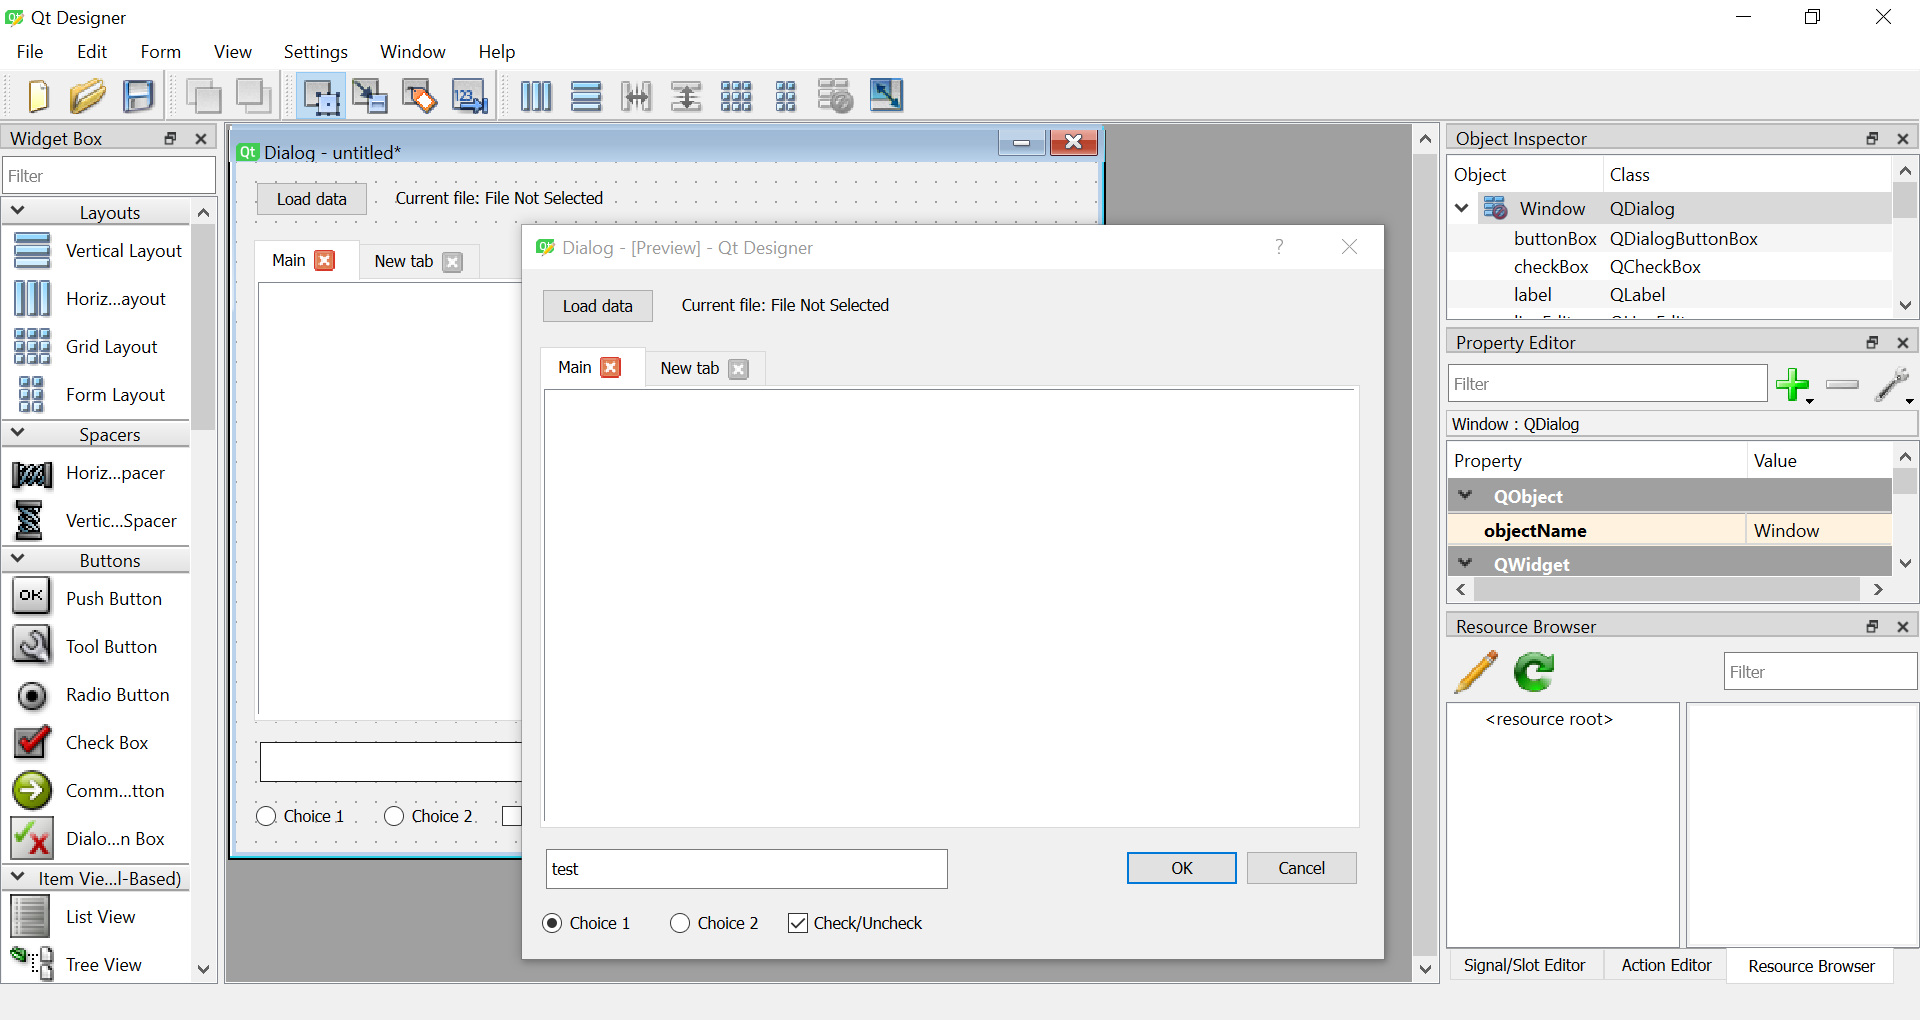 Qt Designer
File Edit Form View Settings Window Help
Widget Box
Filter
Layouts
Vertical Layout
Horiz...ayout
Grid Layout
Form Layout
Spacers
Horiz...pacer
Vertic...Spacer
Buttons
OK Push Button
Tool Button
Radio Button
Check Box
Comm...tton
Dialo...n Box
Item Vie...l-Based)
List View
Tree View
Qt Dialog - untitled*
Load data Current file: File Not Selected
Main New tab
Choice 1 Choice 2
Dialog - [Preview] - Qt Designer ?
Load data Current file: File Not Selected
Main New tab
test OK Cancel
Choice 1 Choice 2 Check/Uncheck
Object Inspector
Object Class
Window QDialog
buttonBox QDialogButtonBox
checkBox QCheckBox
label QLabel
Property Editor
Filter
Window : QDialog
Property Value
QObject
objectName Window
QWidget
Resource Browser
Filter
<resource root>
Signal/Slot Editor Action Editor Resource Browser